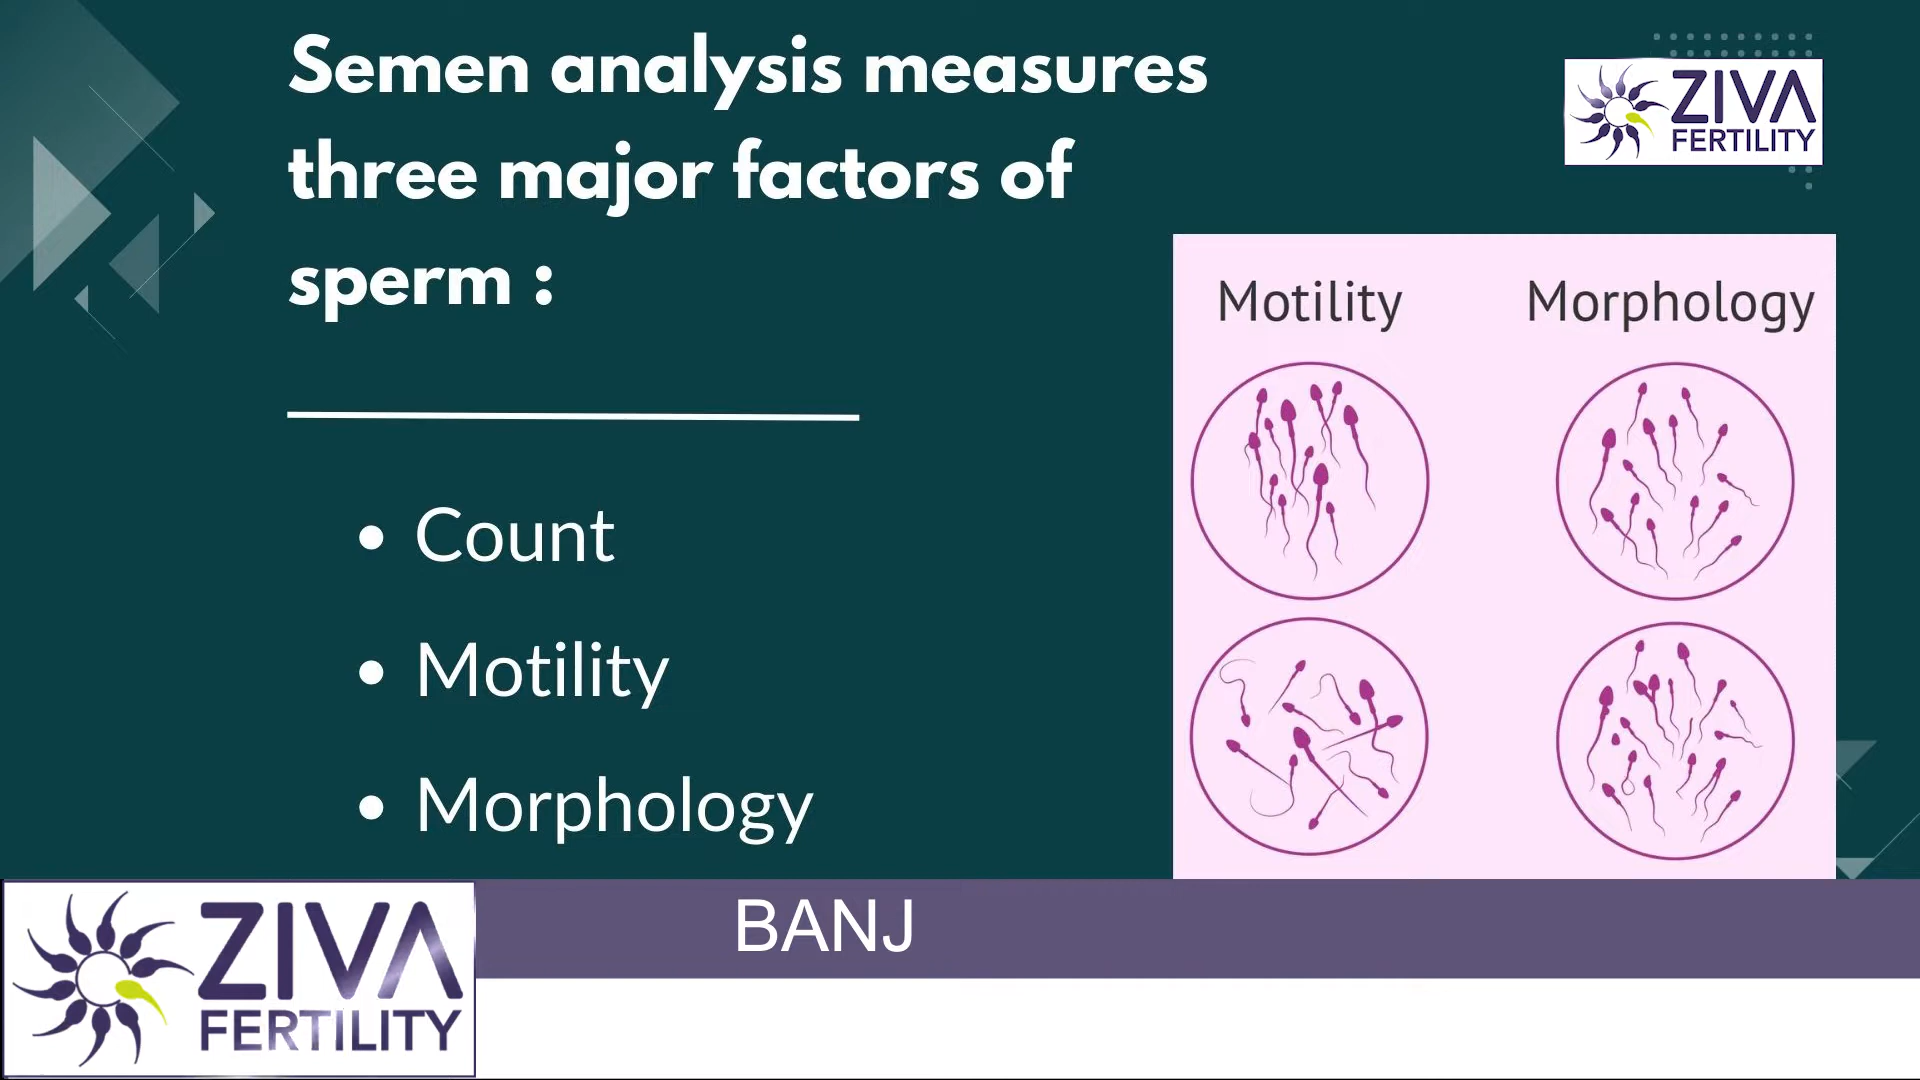 Semen analysis measures
three major factors of
sperm :
ZIVA
FERTILITY
Motility
Morphology
• Count
• Motility
• Morphology
ZIVA
FERTILITY
BANJ